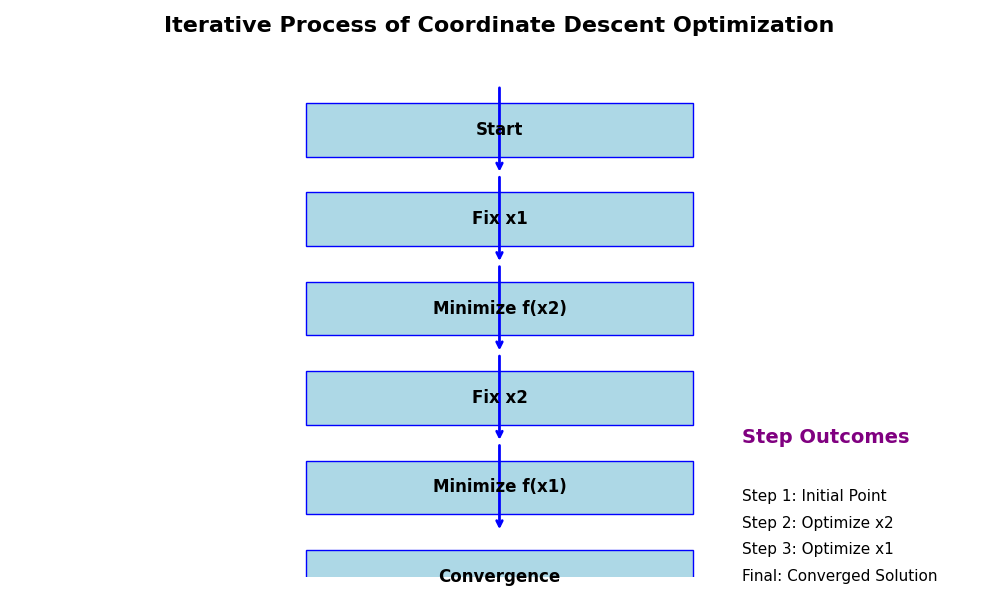 Iterative Process of Coordinate Descent Optimization
Start
Fix x1
Minimize f(x2)
Fix x2
Minimize f(x1)
Convergence
Step Outcomes
Step 1: Initial Point
Step 2: Optimize x2
Step 3: Optimize x1
Final: Converged Solution